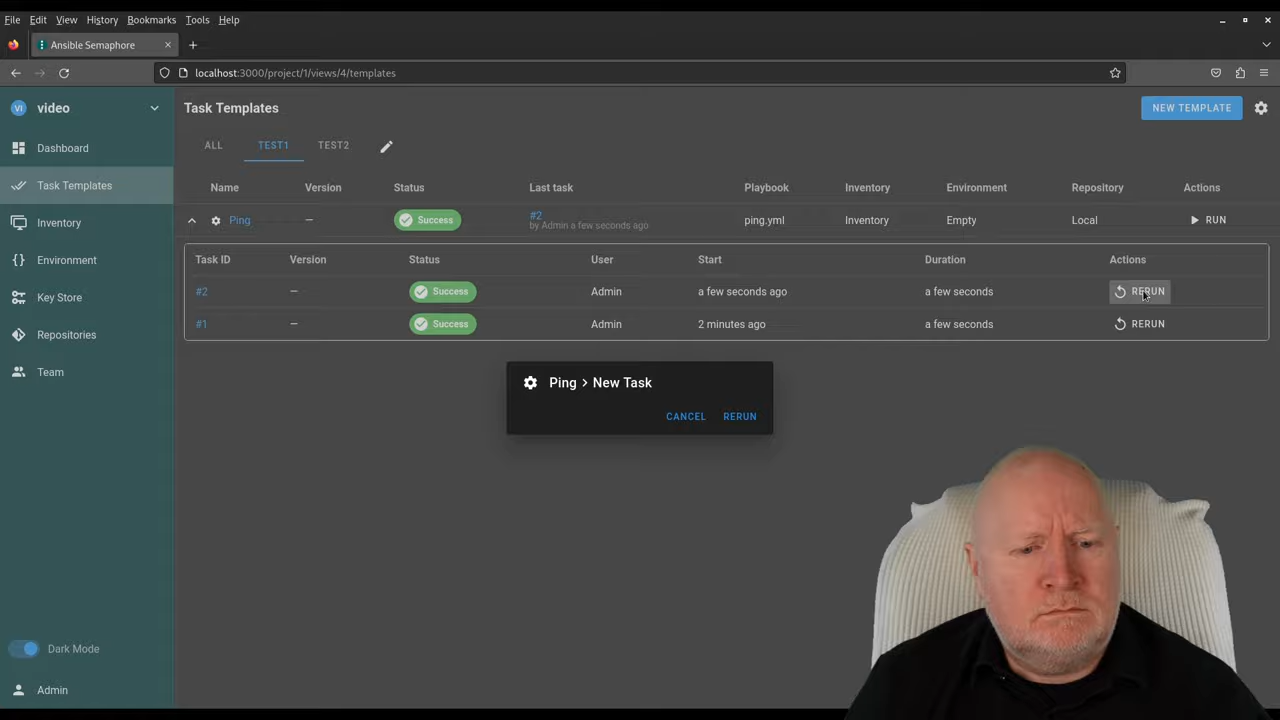 File Edit View History Bookmarks Tools Help
Ansible Semaphore
localhost:3000/project/1/views/4/templates
VI video
Task Templates
NEW TEMPLATE
Dashboard
Task Templates
Inventory
Environment
Key Store
Repositories
Team
Dark Mode
Admin
ALL TEST1 TEST2
Name Version Status Last task Playbook Inventory Environment Repository Actions
Ping — Success #2 ping.yml Inventory Empty Local RUN
by Admin a few seconds ago
Task ID Version Status User Start Duration Actions
#2 — Success Admin a few seconds ago a few seconds RERUN
#1 — Success Admin 2 minutes ago a few seconds RERUN
Ping > New Task
CANCEL RERUN